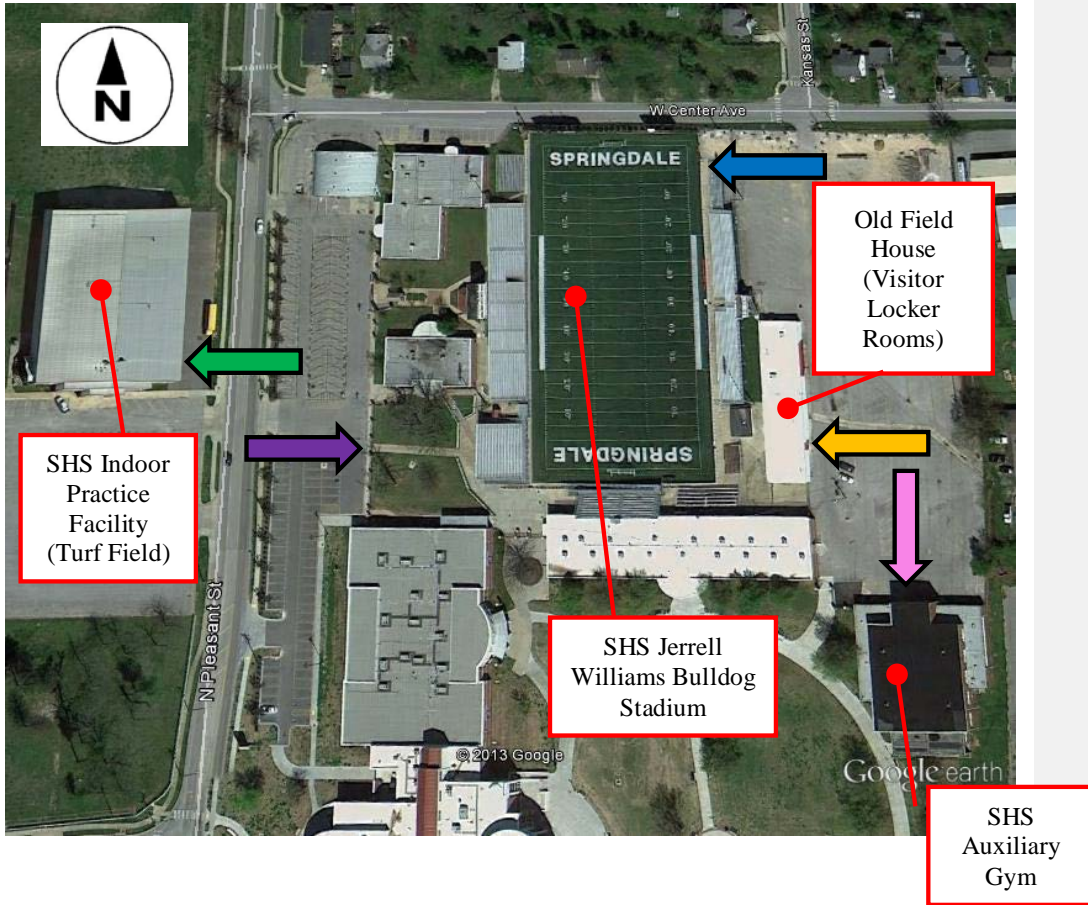 N
Kansas St
W Center Ave
SPRINGDALE
Old Field
House
(Visitor
Locker
Rooms)
SHS Indoor
Practice
Facility
(Turf Field)
SPRINGDALE
N Pleasant St
SHS Jerrell
Williams Bulldog
Stadium
© 2013 Google
Google earth
SHS
Auxiliary
Gym